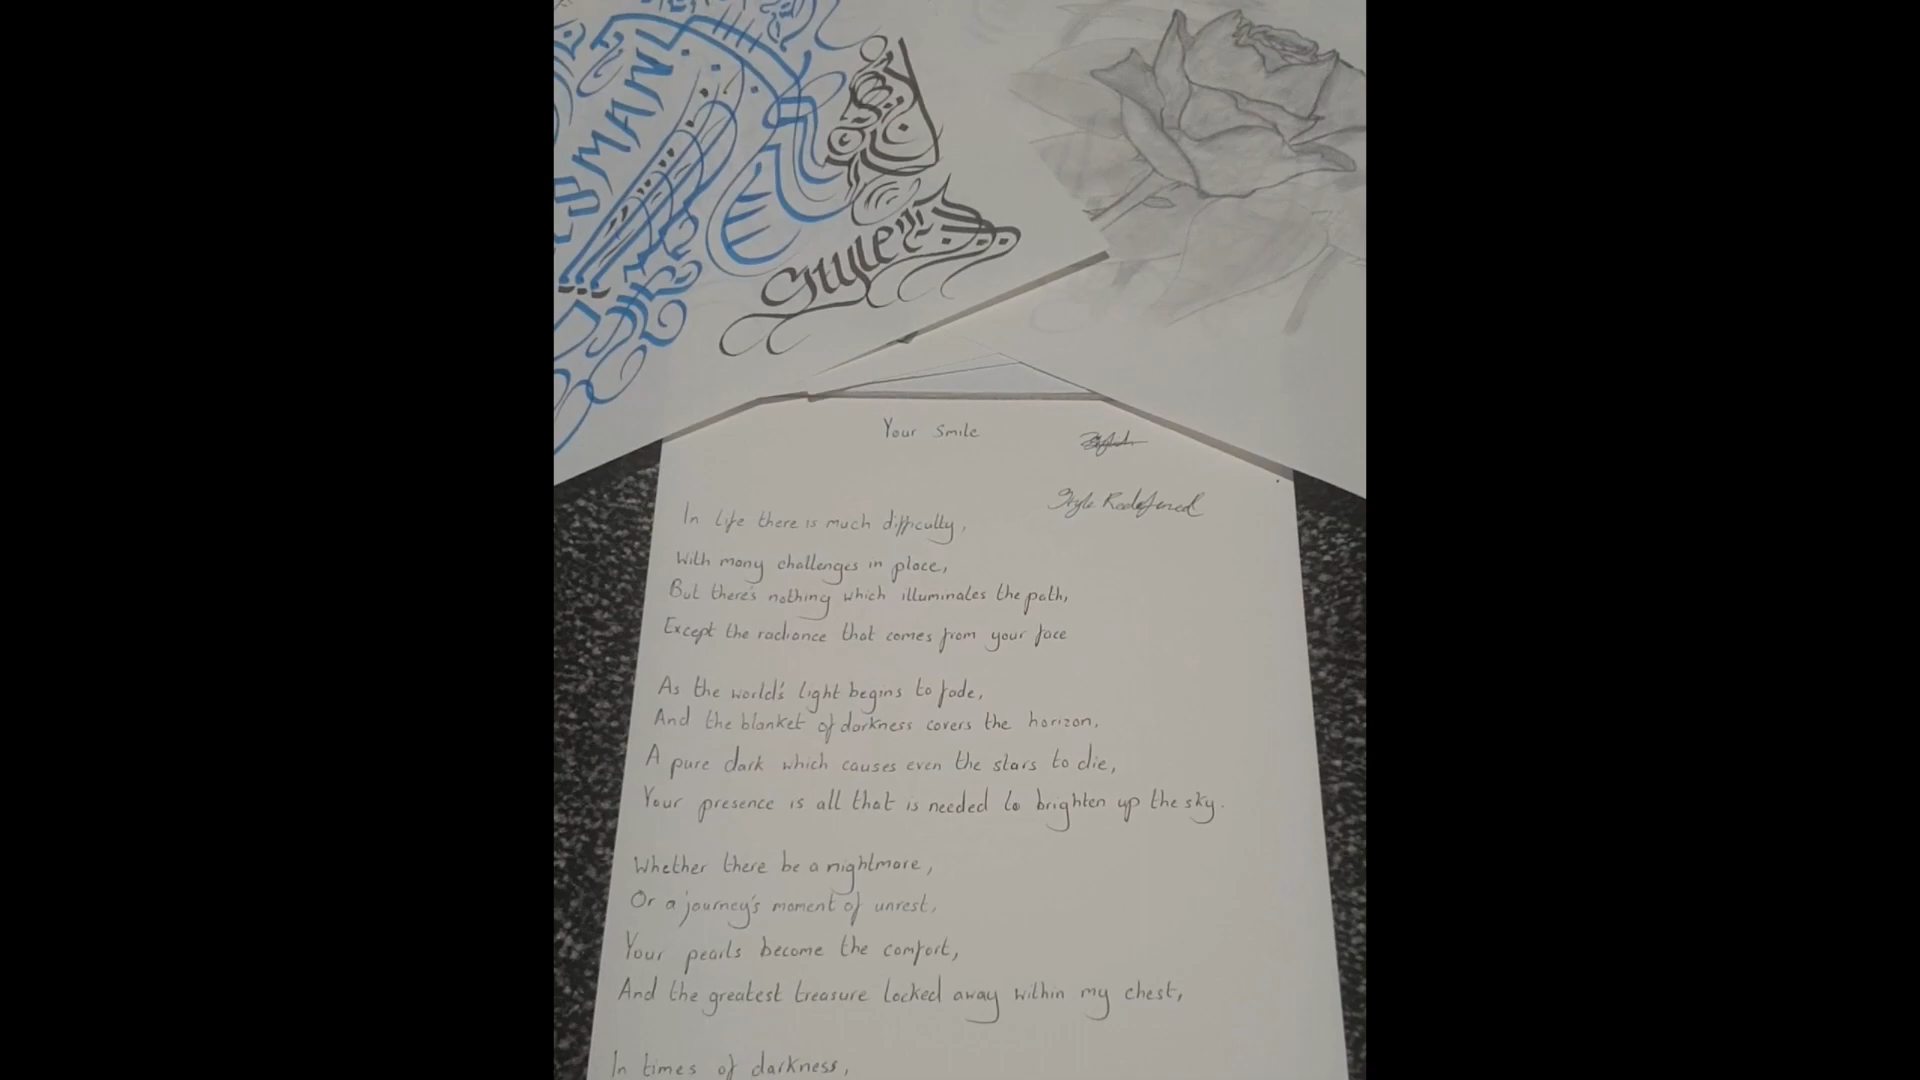 MAN
Style
Your Smile
Style Redefined
In life there is much difficulty,
With many challenges in place,
But there's nothing which illuminates the path,
Except the radiance that comes from your face
As the world's light begins to fade,
And the blanket of darkness covers the horizon,
A pure dark which causes even the stars to die,
Your presence is all that is needed to brighten up the sky.
Whether there be a nightmare,
Or a journey's moment of unrest,
Your pearls become the comfort,
And the greatest treasure locked away within my chest,
In times of darkness,